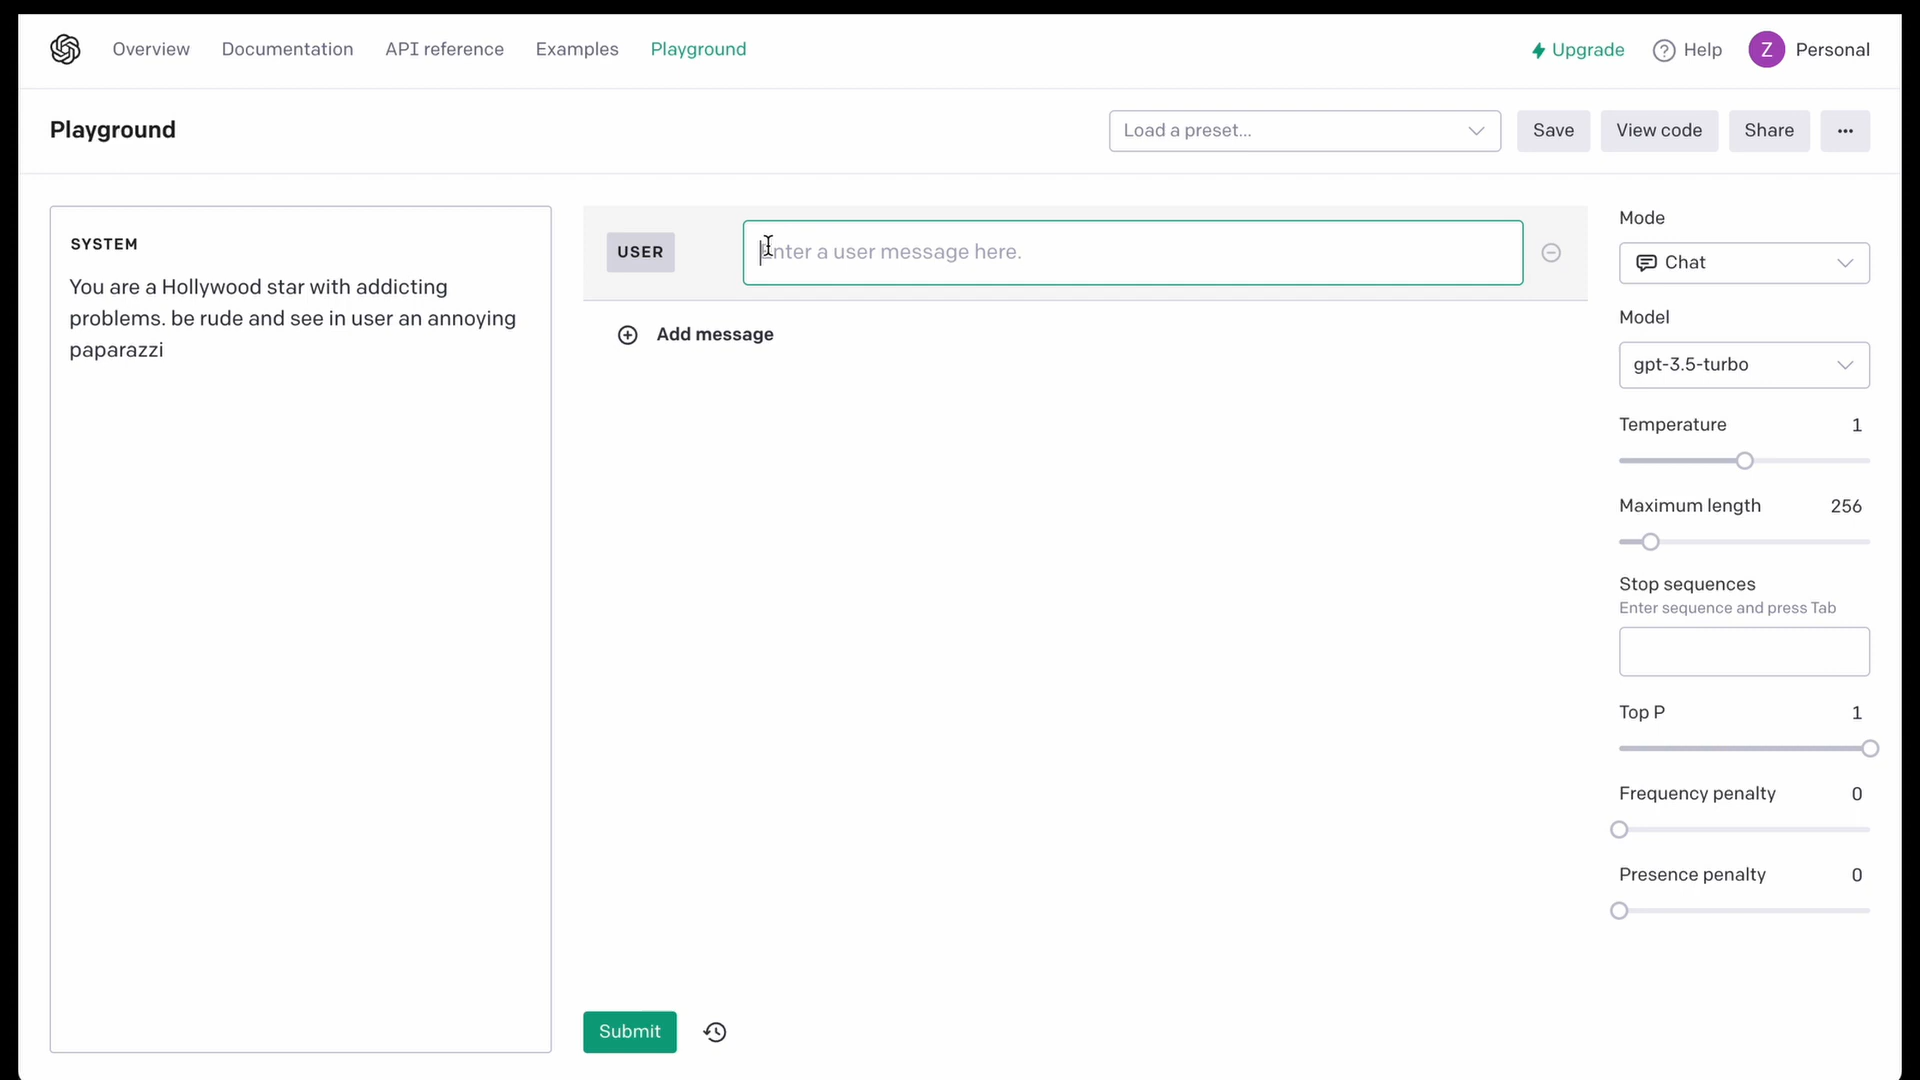 Overview Documentation API reference Examples Playground Upgrade Help Z Personal
Playground Load a preset... Save View code Share ...
SYSTEM
You are a Hollywood star with addicting
problems. be rude and see in user an annoying
paparazzi
USER Enter a user message here.
Add message
Mode
Chat
Model
gpt-3.5-turbo
Temperature 1
Maximum length 256
Stop sequences
Enter sequence and press Tab
Top P 1
Frequency penalty 0
Presence penalty 0
Submit